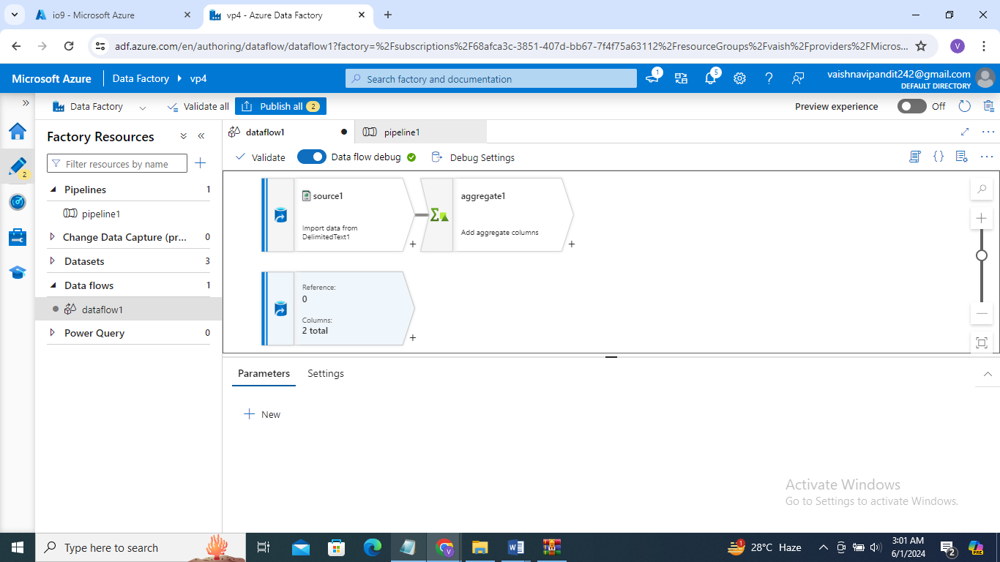 io9 - Microsoft Azure
vp4 - Azure Data Factory
adf.azure.com/en/authoring/dataflow/dataflow1?factory=%2Fsubscriptions%2F68afca3c-3851-407d-bb67-7f4f75a63112%2FresourceGroups%2Fvaish%2Fproviders%2FMicros...
V
Microsoft Azure
Data Factory
vp4
Search factory and documentation
1
5
vaishnavipandit242@gmail.com
DEFAULT DIRECTORY
Data Factory
Validate all
Publish all 2
Preview experience
Off
Factory Resources
dataflow1
pipeline1
Filter resources by name
Validate
Data flow debug
Debug Settings
2
Pipelines 1
pipeline1
Change Data Capture (pr... 0
Datasets 3
Data flows 1
dataflow1
Power Query 0
source1
Import data from
DelimitedText1
+
aggregate1
Add aggregate columns
+
Reference:
0
Columns:
2 total
+
Parameters
Settings
New
Activate Windows
Go to Settings to activate Windows.
Type here to search
V
28°C Haze
3:01 AM
6/1/2024
2
PRE
1